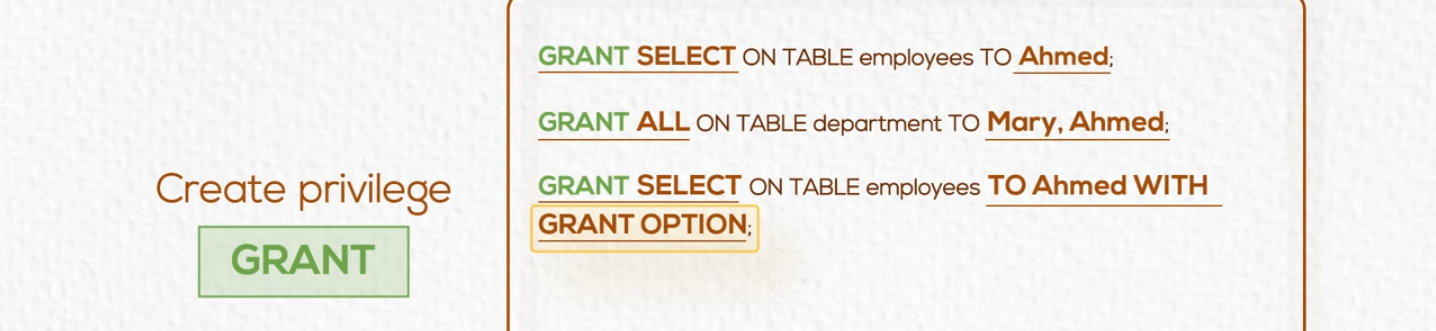 GRANT SELECT ON TABLE employees TO Ahmed;
GRANT ALL ON TABLE department TO Mary, Ahmed;
GRANT SELECT ON TABLE employees TO Ahmed WITH
GRANT OPTION;
Create privilege
GRANT